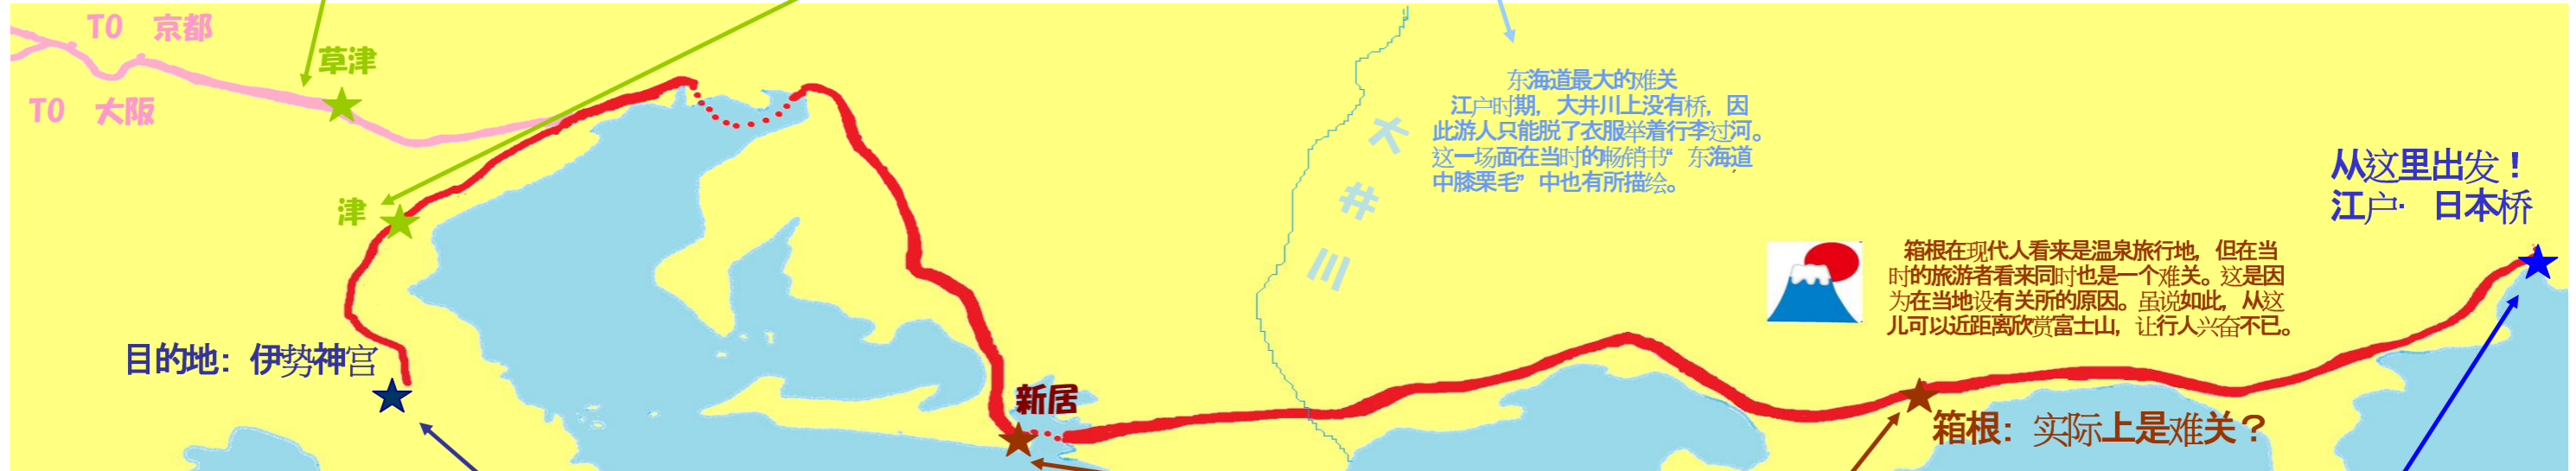 TO 京都
草津
TO 大阪
津
目的地：伊势神宫
新居
大井川
东海道最大的难关
江户时期，大井川上没有桥，因
此游人只能脱了衣服举着行李过河。
这一场面在当时的畅销书“东海道
中膝栗毛”中也有所描绘。
从这里出发！
江户·日本桥
箱根在现代人看来是温泉旅行地，但在当
时的旅游者看来同时也是一个难关。这是因
为在当地设有关所的原因。虽说如此，从这
儿可以近距离欣赏富士山，让行人兴奋不已。
箱根：实际上是难关？